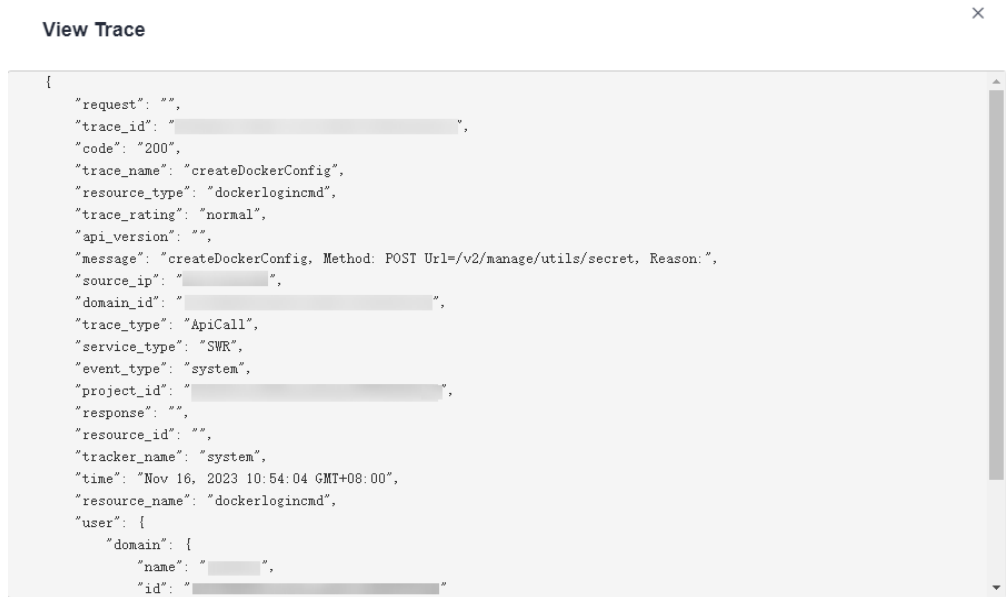 View Trace
{
"request": "",
"trace_id": "",
"code": "200",
"trace_name": "createDockerConfig",
"resource_type": "dockerlogincmd",
"trace_rating": "normal",
"api_version": "",
"message": "createDockerConfig, Method: POST Url=/v2/manage/utils/secret, Reason:",
"source_ip": "",
"domain_id": "",
"trace_type": "ApiCall",
"service_type": "SWR",
"event_type": "system",
"project_id": "",
"response": "",
"resource_id": "",
"tracker_name": "system",
"time": "Nov 16, 2023 10:54:04 GMT+08:00",
"resource_name": "dockerlogincmd",
"user": {
"domain": {
"name": "",
"id": ""